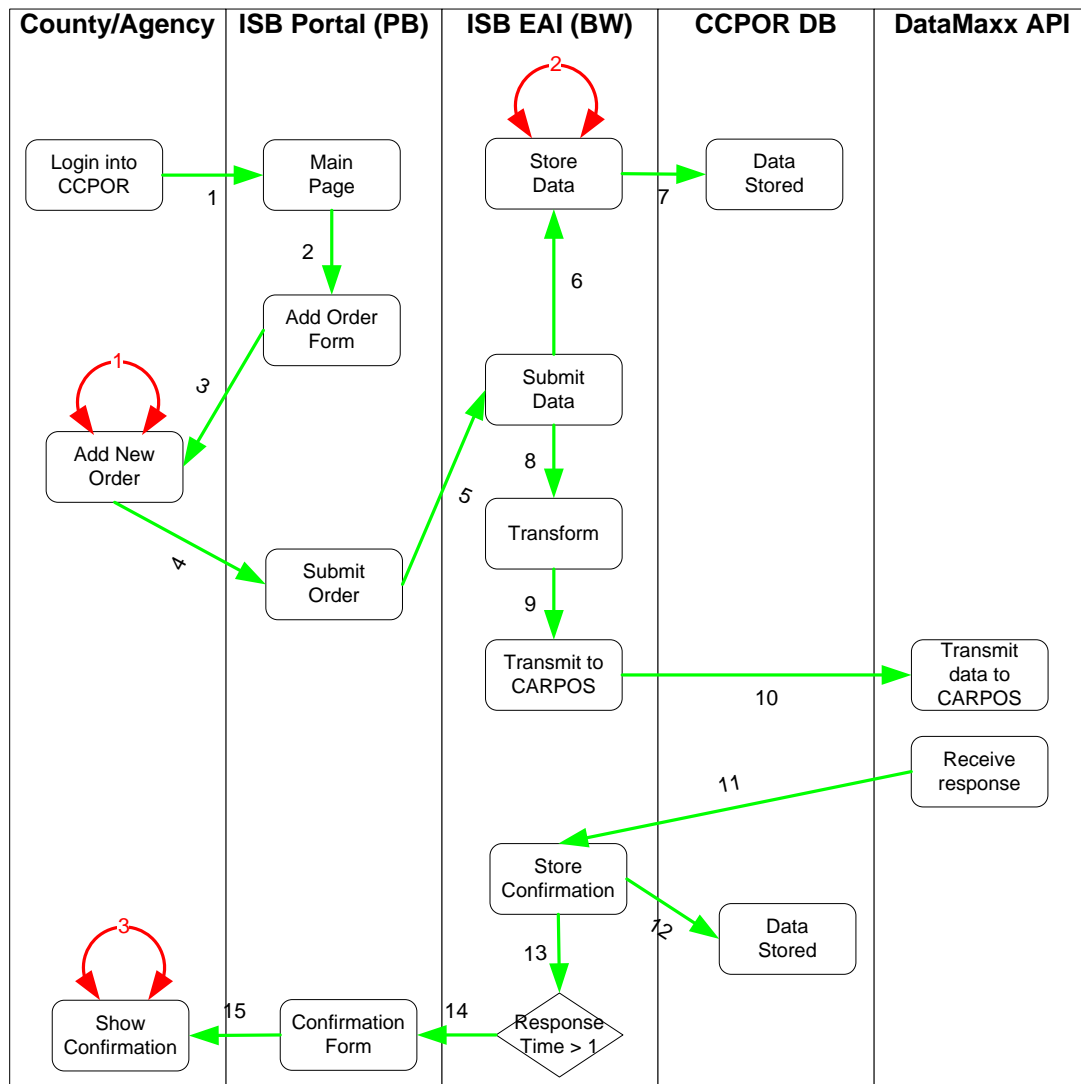 County/Agency
ISB Portal (PB)
ISB EAI (BW)
CCPOR DB
DataMaxx API
2
Login into
CCPOR
1
Main
Page
Store
Data
7
Data
Stored
2
6
Add Order
Form
1
3
Submit
Data
Add New
Order
8
5
4
Transform
Submit
Order
9
Transmit to
CARPOS
10
Transmit
data to
CARPOS
11
Receive
response
Store
Confirmation
12
Data
Stored
3
13
15
14
Show
Confirmation
Confirmation
Form
Response
Time > 1